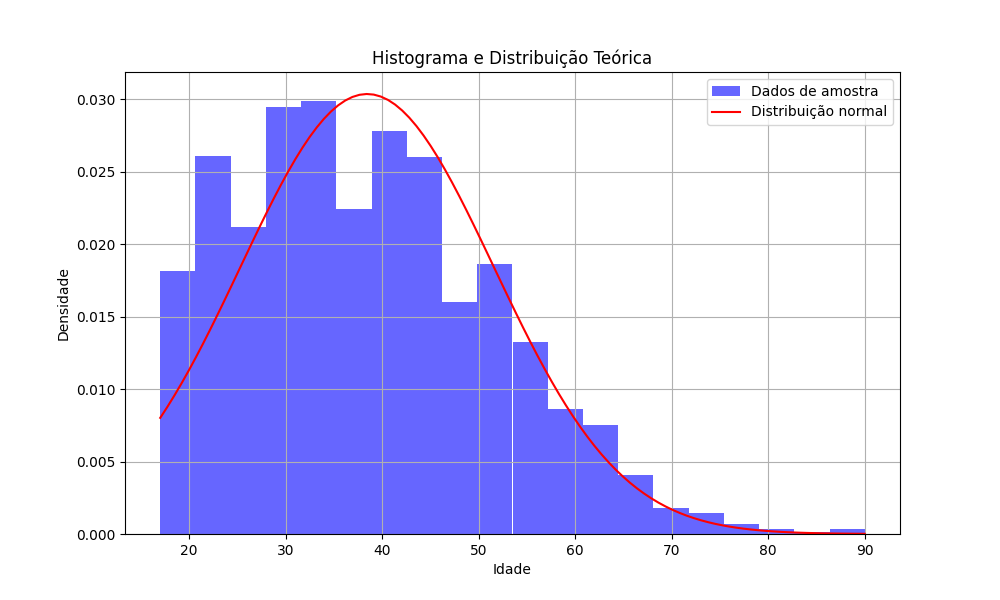 Histograma e Distribuição Teórica
Dados de amostra
Distribuição normal
Densidade
0.030
0.025
0.020
0.015
0.010
0.005
0.000
20 30 40 50 60 70 80 90
Idade